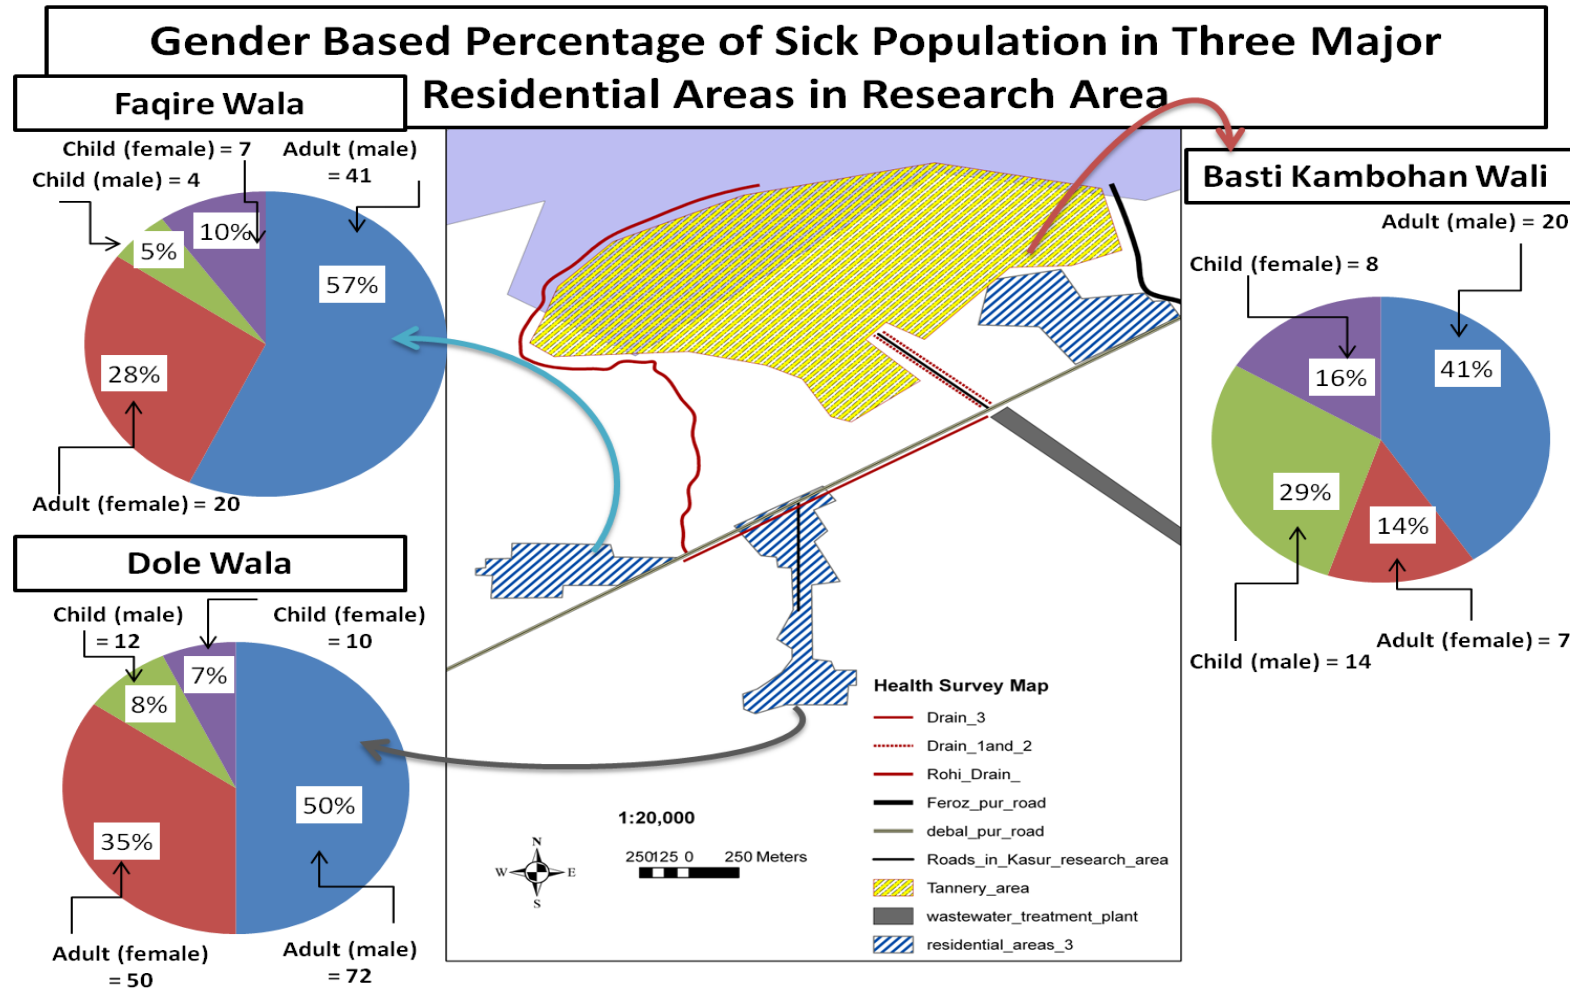 Gender Based Percentage of Sick Population in Three Major
Residential Areas in Research Area
Faqire Wala
Child (female) = 7
Adult (male)
= 41
Child (male) = 4
10%
5%
57%
28%
Adult (female) = 20
Dole Wala
Child (male)
= 12
Child (female)
= 10
7%
8%
50%
35%
Adult (female)
= 50
Adult (male)
= 72
Basti Kambohan Wali
Adult (male) = 20
Child (female) = 8
16%
41%
29%
14%
Adult (female) = 7
Child (male) = 14
Health Survey Map
Drain_3
Drain_1and_2
Rohi_Drain_
Feroz_pur_road
debal_pur_road
Roads_in_Kasur_research_area
Tannery_area
wastewater_treatment_plant
residential_areas_3
1:20,000
250125 0 250 Meters
N
W E
S